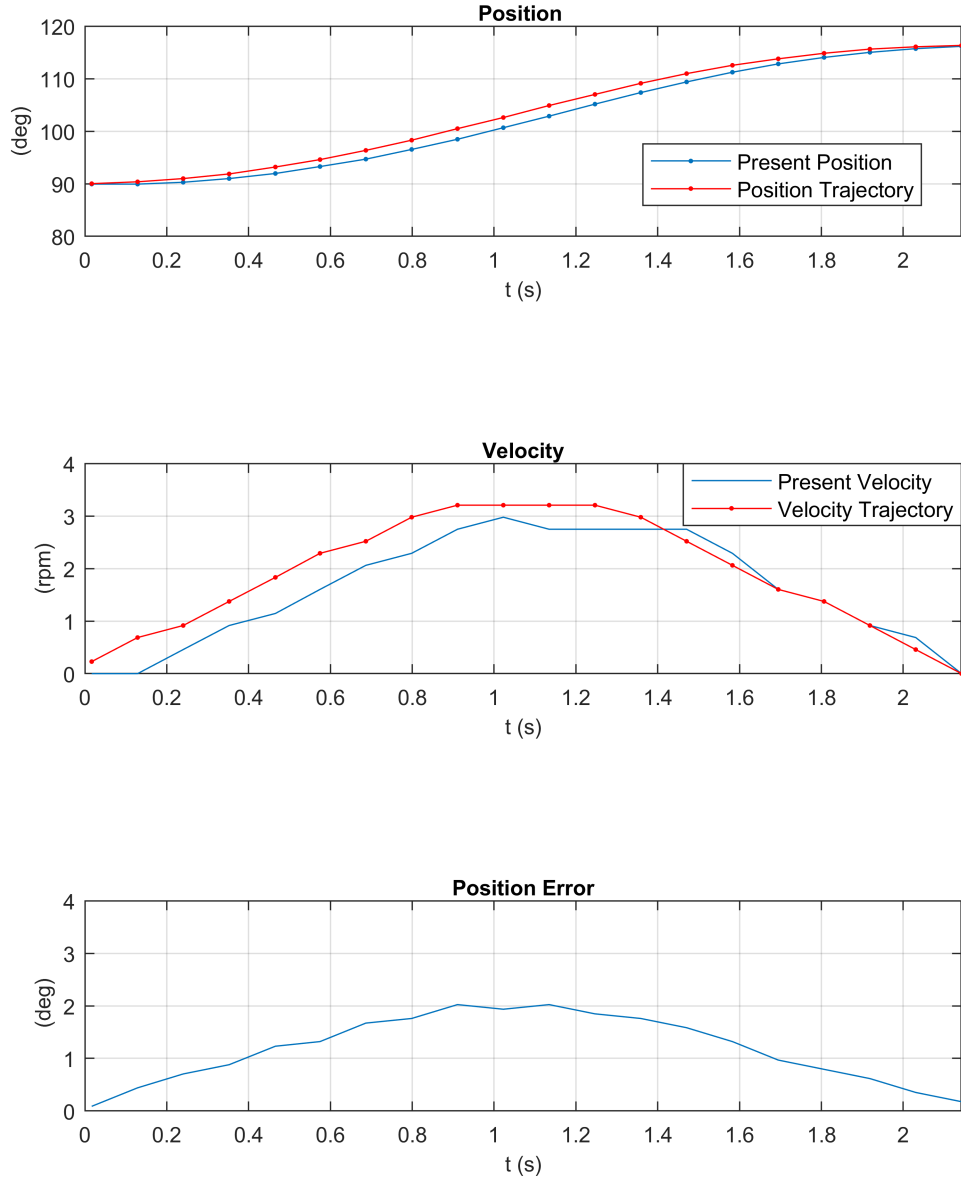 Position
120
110
100
90
80
(deg)
Present Position
Position Trajectory
0 0.2 0.4 0.6 0.8 1 1.2 1.4 1.6 1.8 2
t (s)
Velocity
4
3
2
1
0
(rpm)
Present Velocity
Velocity Trajectory
0 0.2 0.4 0.6 0.8 1 1.2 1.4 1.6 1.8 2
t (s)
Position Error
4
3
2
1
0
(deg)
0 0.2 0.4 0.6 0.8 1 1.2 1.4 1.6 1.8 2
t (s)